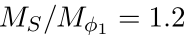 $M_S/M_{\phi_1} = 1.2$